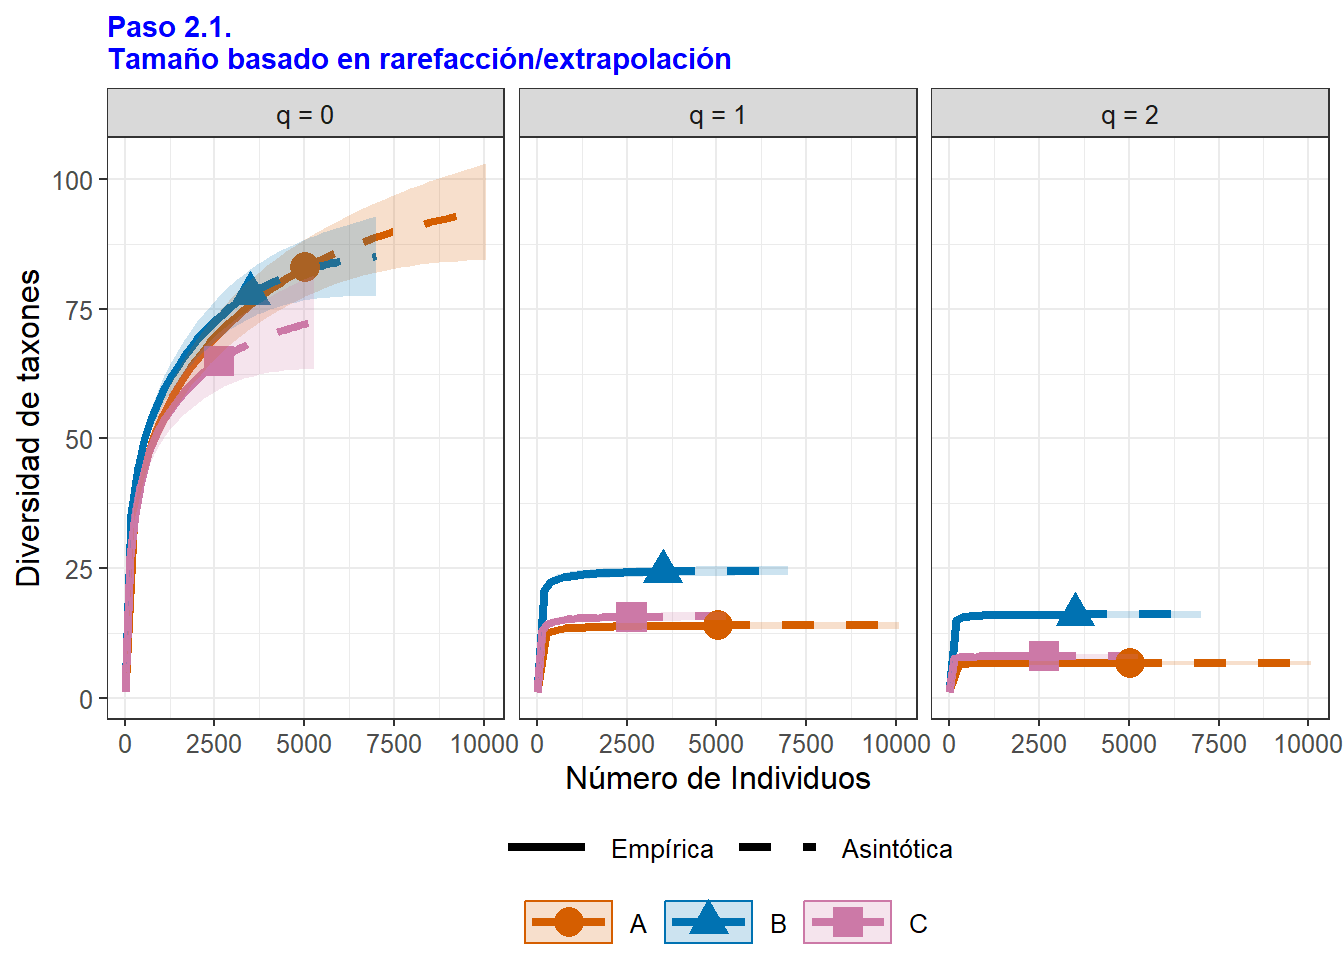 Paso 2.1.
Tamaño basado en rarefacción/extrapolación
q = 0 q = 1 q = 2
Diversidad de taxones
100
75
50
25
0
0 2500 5000 7500 10000 0 2500 5000 7500 10000 0 2500 5000 7500 10000
Número de Individuos
Empírica Asintótica
A B C